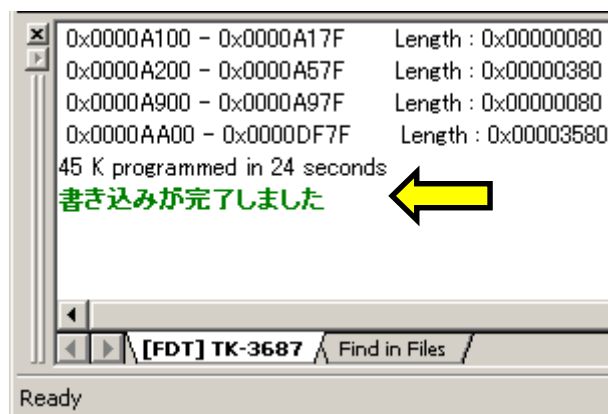 0x0000A100 - 0x0000A17F Length : 0x00000080
0x0000A200 - 0x0000A57F Length : 0x00000380
0x0000A900 - 0x0000A97F Length : 0x00000080
0x0000AA00 - 0x0000DF7F Length : 0x00003580
45 K programmed in 24 seconds
書き込みが完了しました
[FDT] TK-3687 Find in Files
Ready